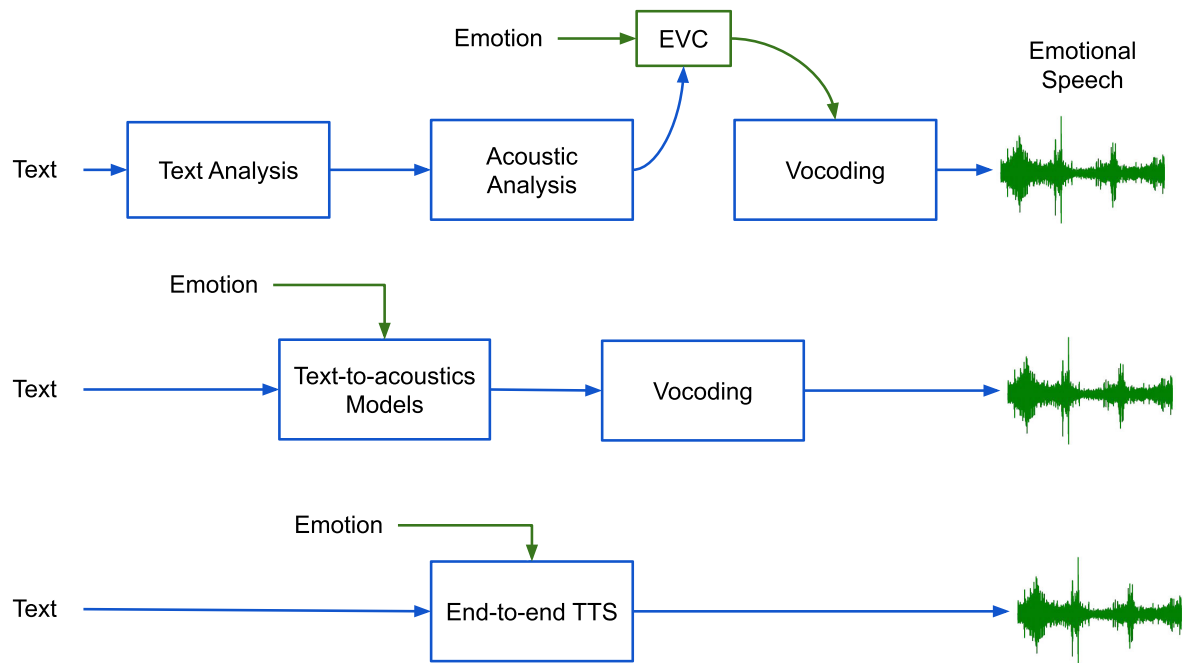 Emotion
EVC
Emotional
Speech
Text
Text Analysis
Acoustic
Analysis
Vocoding
Emotion
Text
Text-to-acoustics
Models
Vocoding
Emotion
Text
End-to-end TTS